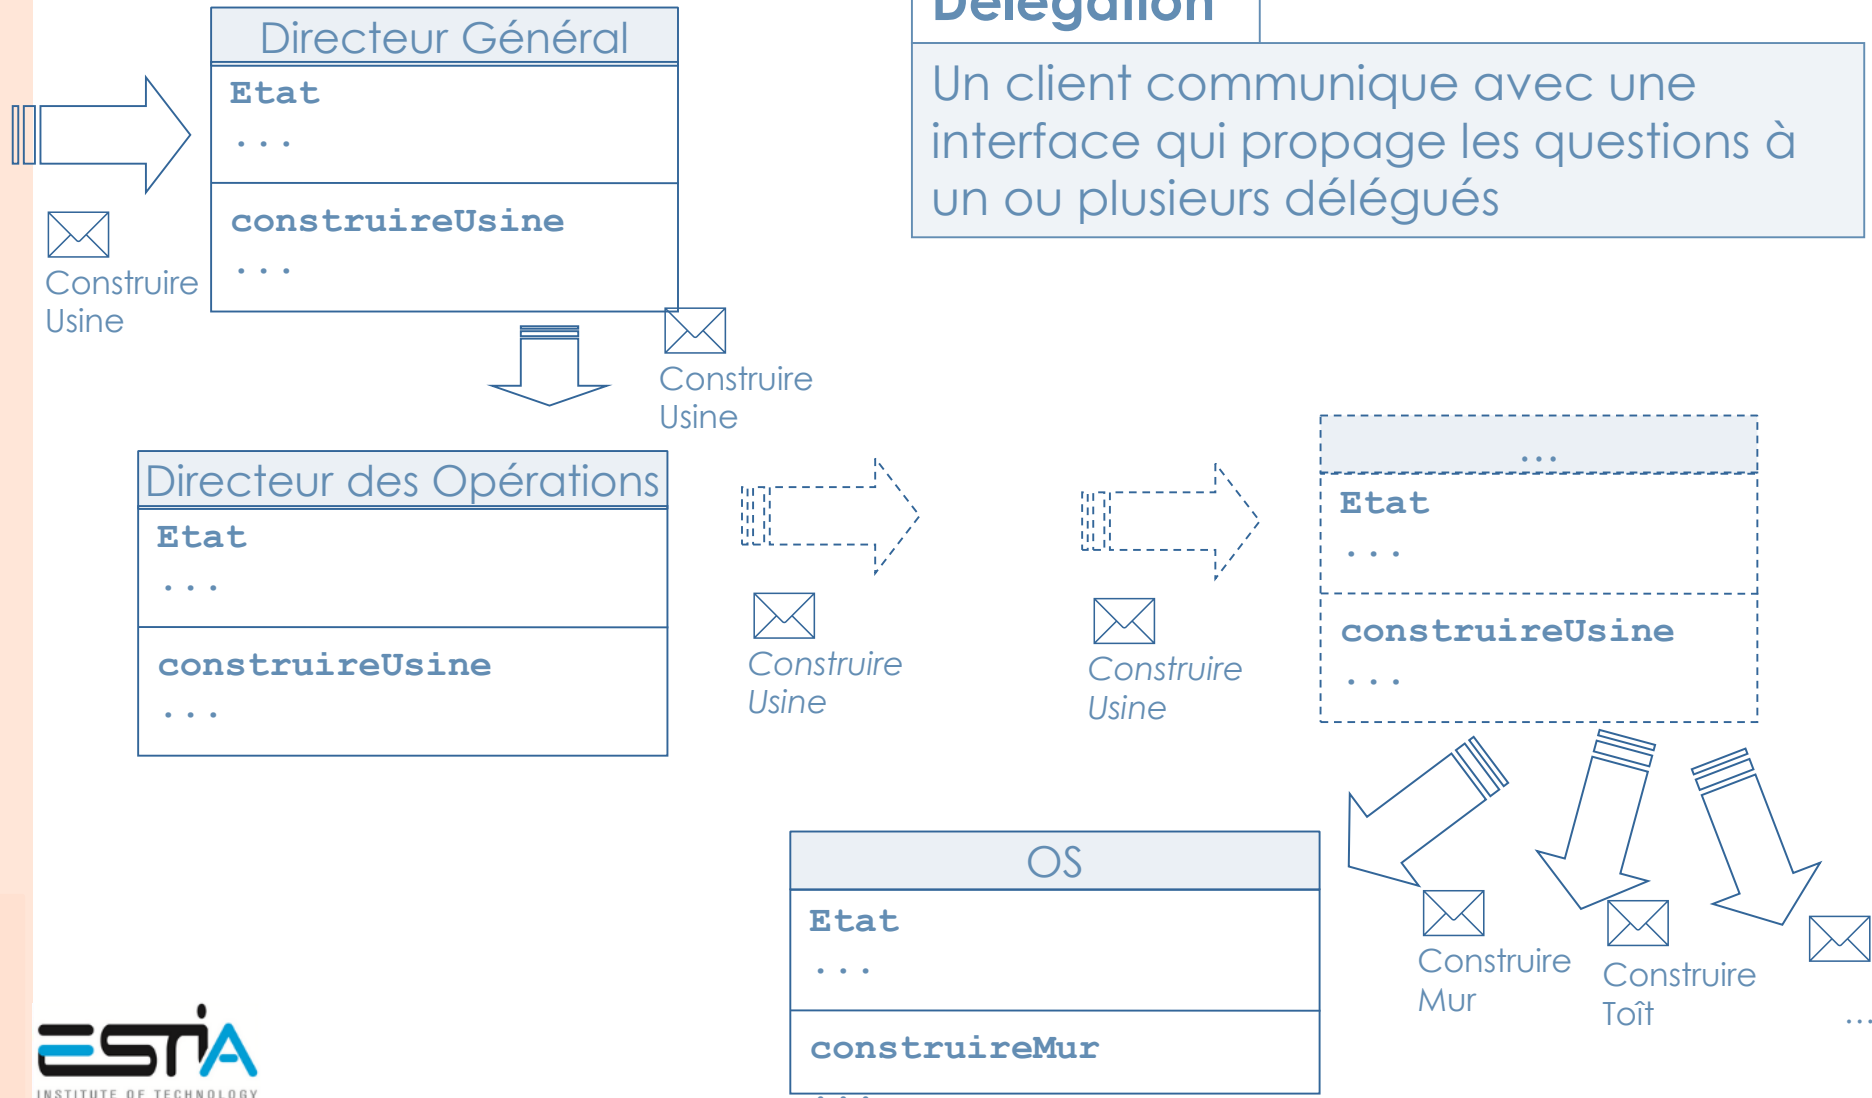 Délégation
Un client communique avec une
interface qui propage les questions à
un ou plusieurs délégués
Directeur Général
Etat
...
construireUsine
...
Construire
Usine
Construire
Usine
Directeur des Opérations
Etat
...
construireUsine
...
Construire
Usine
Construire
Usine
...
Etat
...
construireUsine
...
Construire
Mur
Construire
Toît
...
OS
Etat
...
construireMur
...
ESTIA
INSTITUTE OF TECHNOLOGY